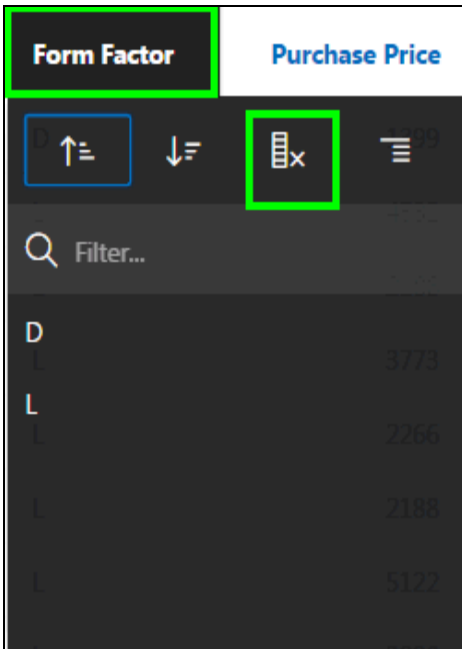 Form Factor Purchase Price
Filter...
D
L
L 3773
L 2266
L 2188
L 5122